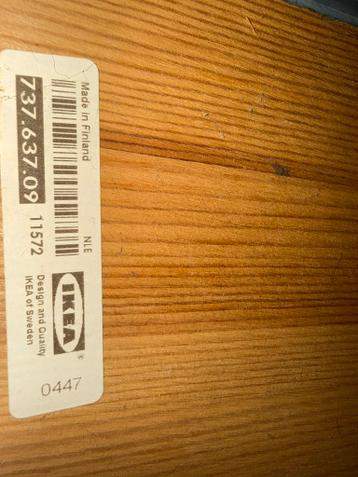 Made in Finland
737.637.09 11572
NLE
IKEA®
Design and Quality
IKEA of Sweden
0447